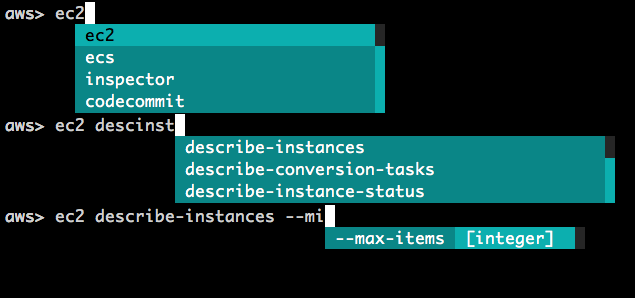 aws> ec2
ec2
ecs
inspector
codecommit
aws> ec2 descinst
describe-instances
describe-conversion-tasks
describe-instance-status
aws> ec2 describe-instances --mi
--max-items [integer]